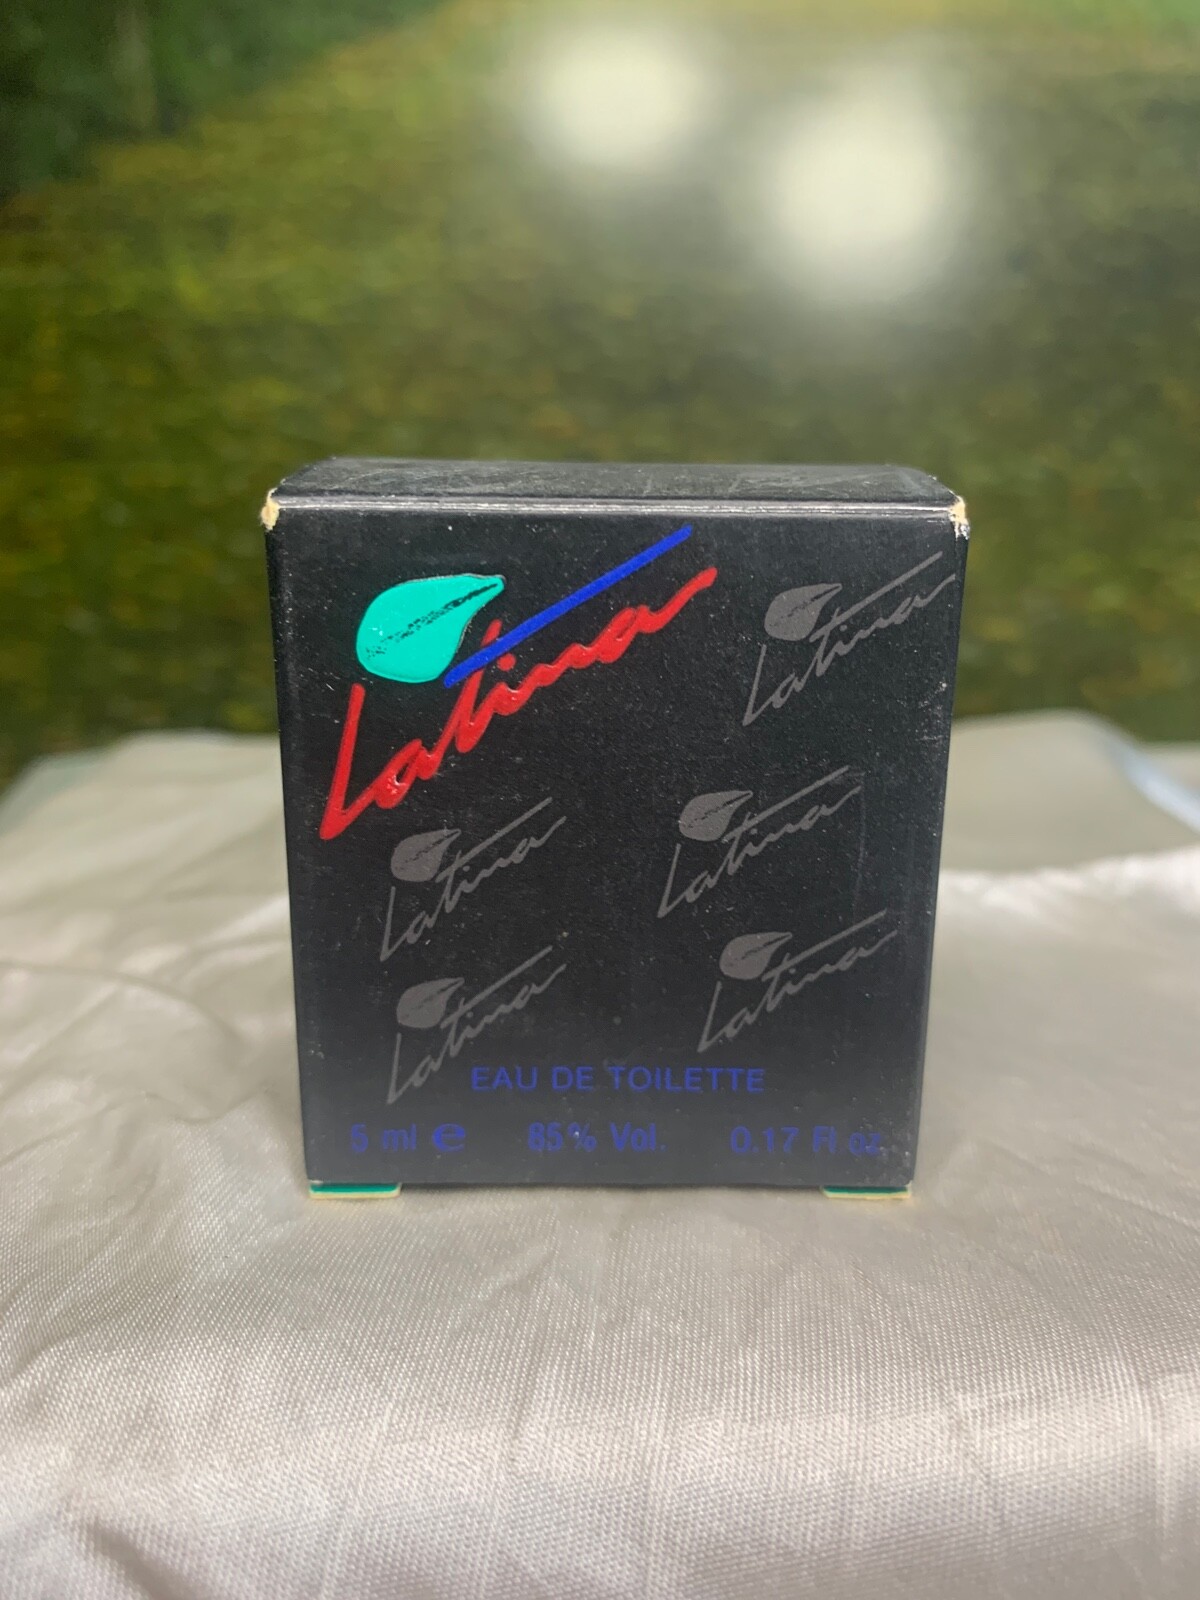 Latina
Latina
Latina
Latina
Latina
Latina
EAU DE TOILETTE
5 ml ℮ 85% Vol. 0.17 Fl oz